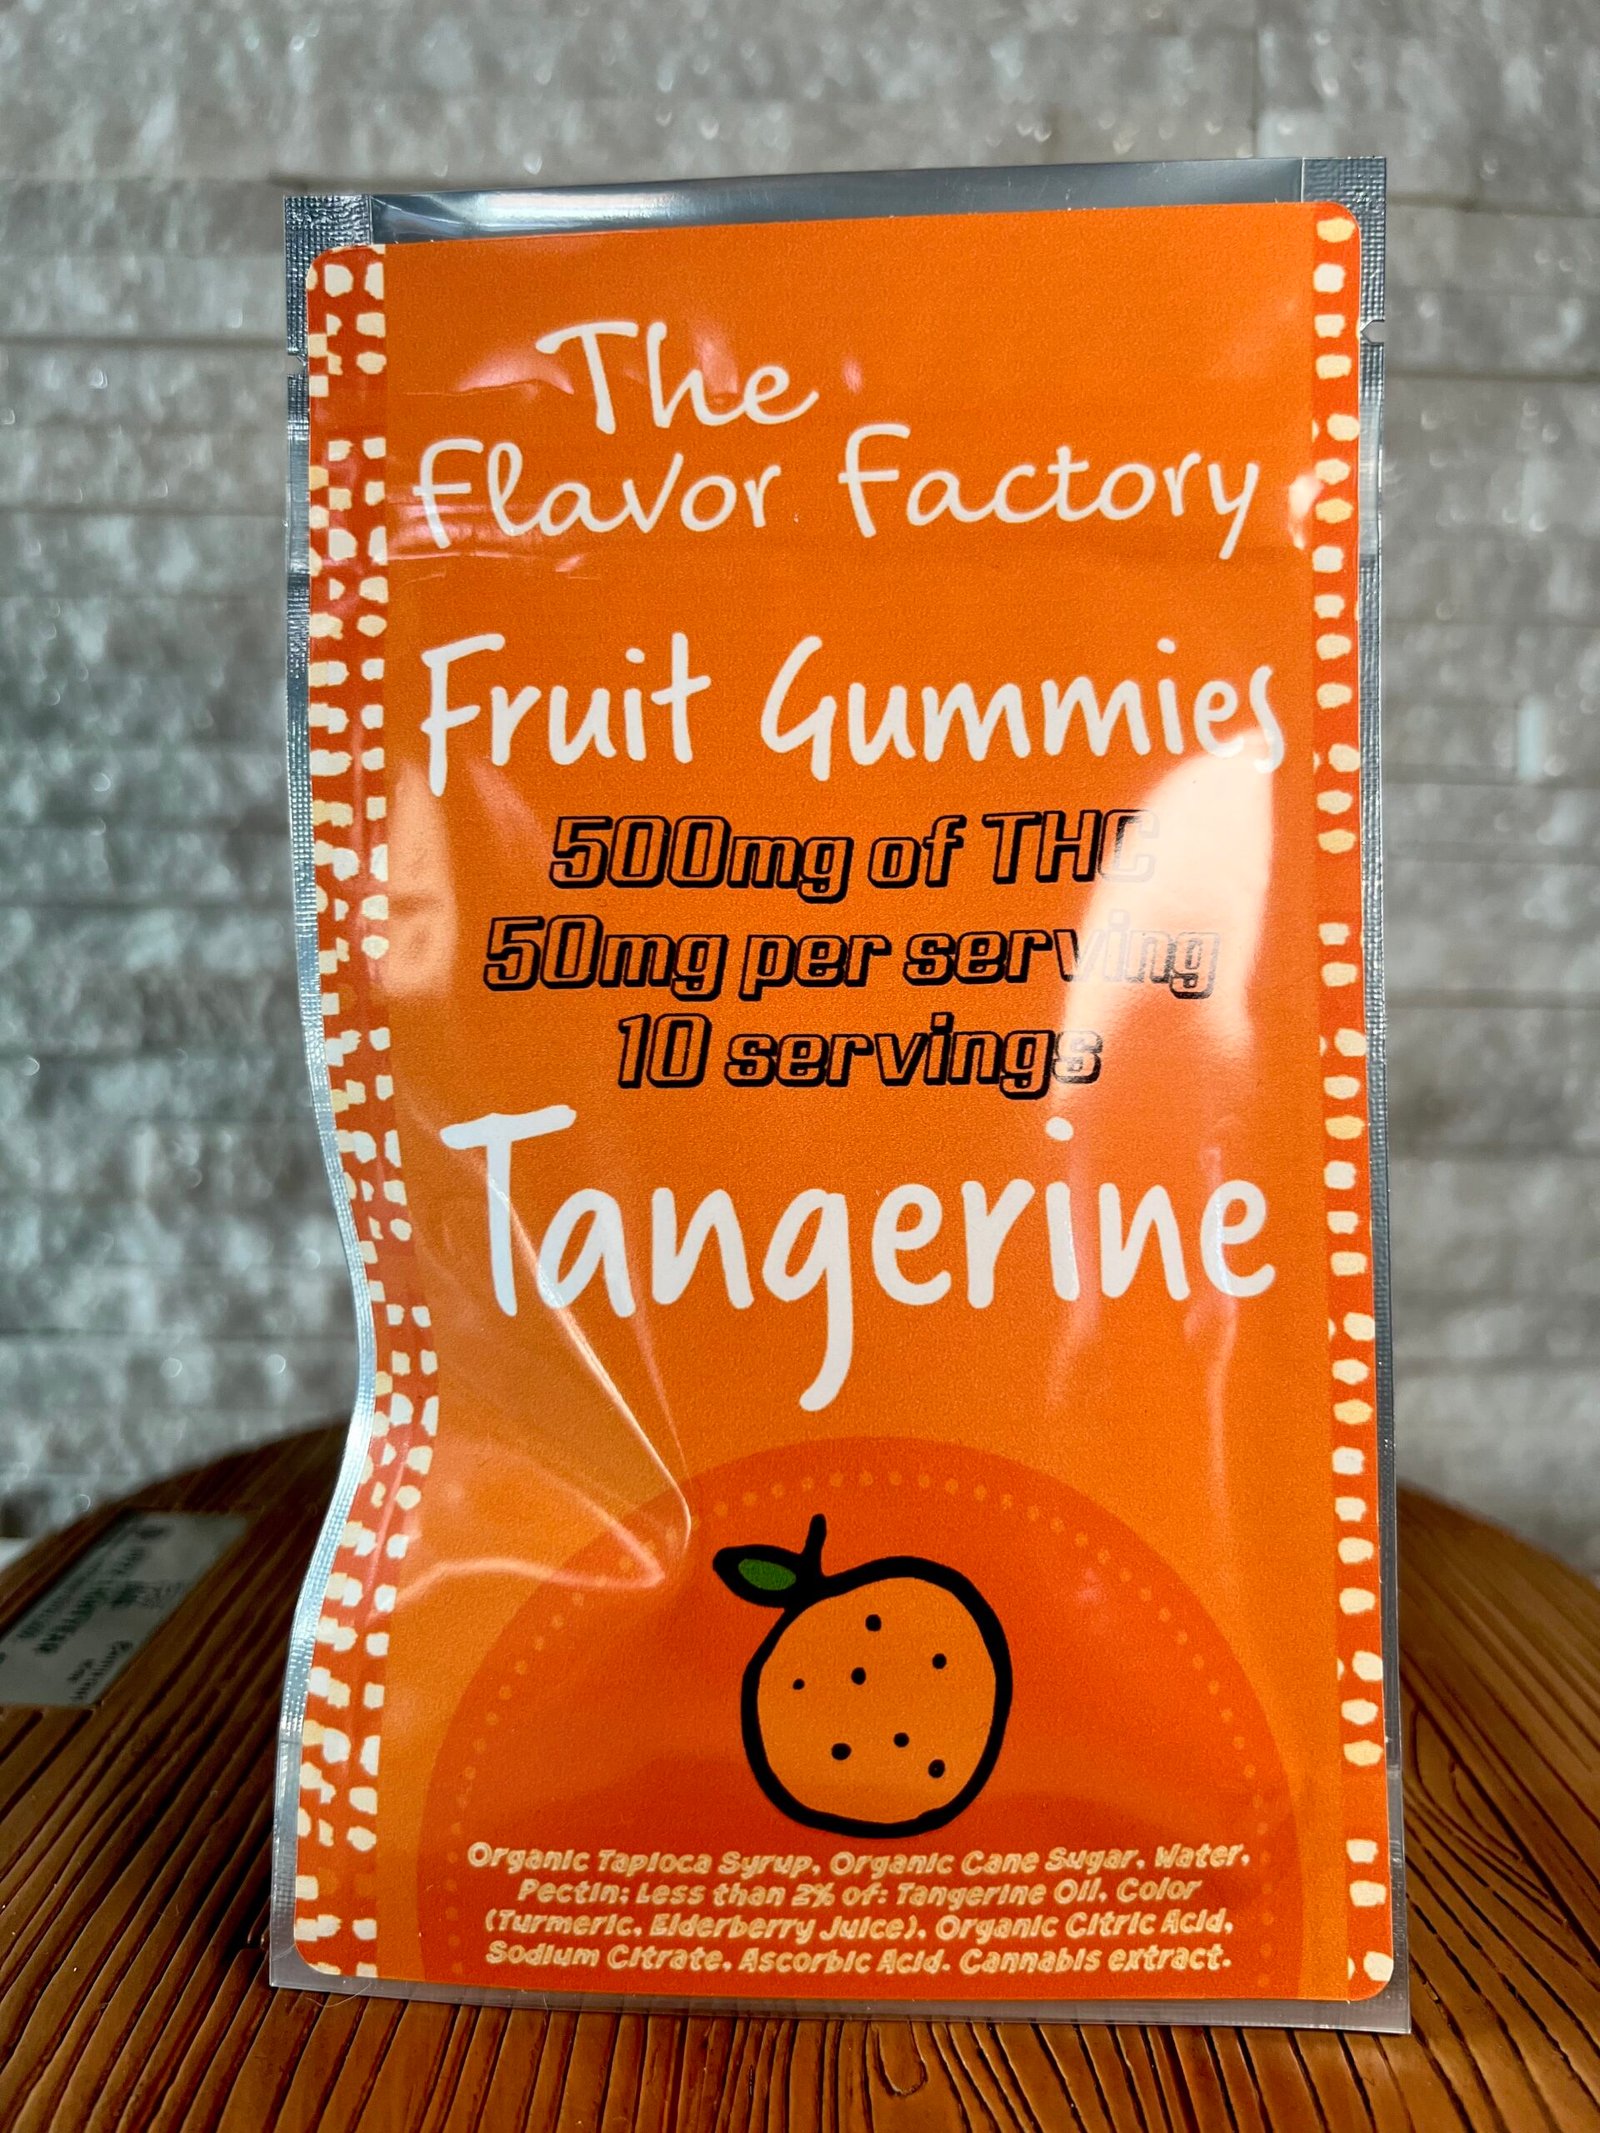 The
Flavor Factory
Fruit Gummies
500mg of THC
50mg per serving
10 servings
Tangerine
Organic Tapioca Syrup, Organic Cane Sugar, Water,
Pectin; Less than 2% of: Tangerine Oil, Color
(Turmeric, Elderberry Juice), Organic Citric Acid,
Sodium Citrate, Ascorbic Acid. Cannabis extract.